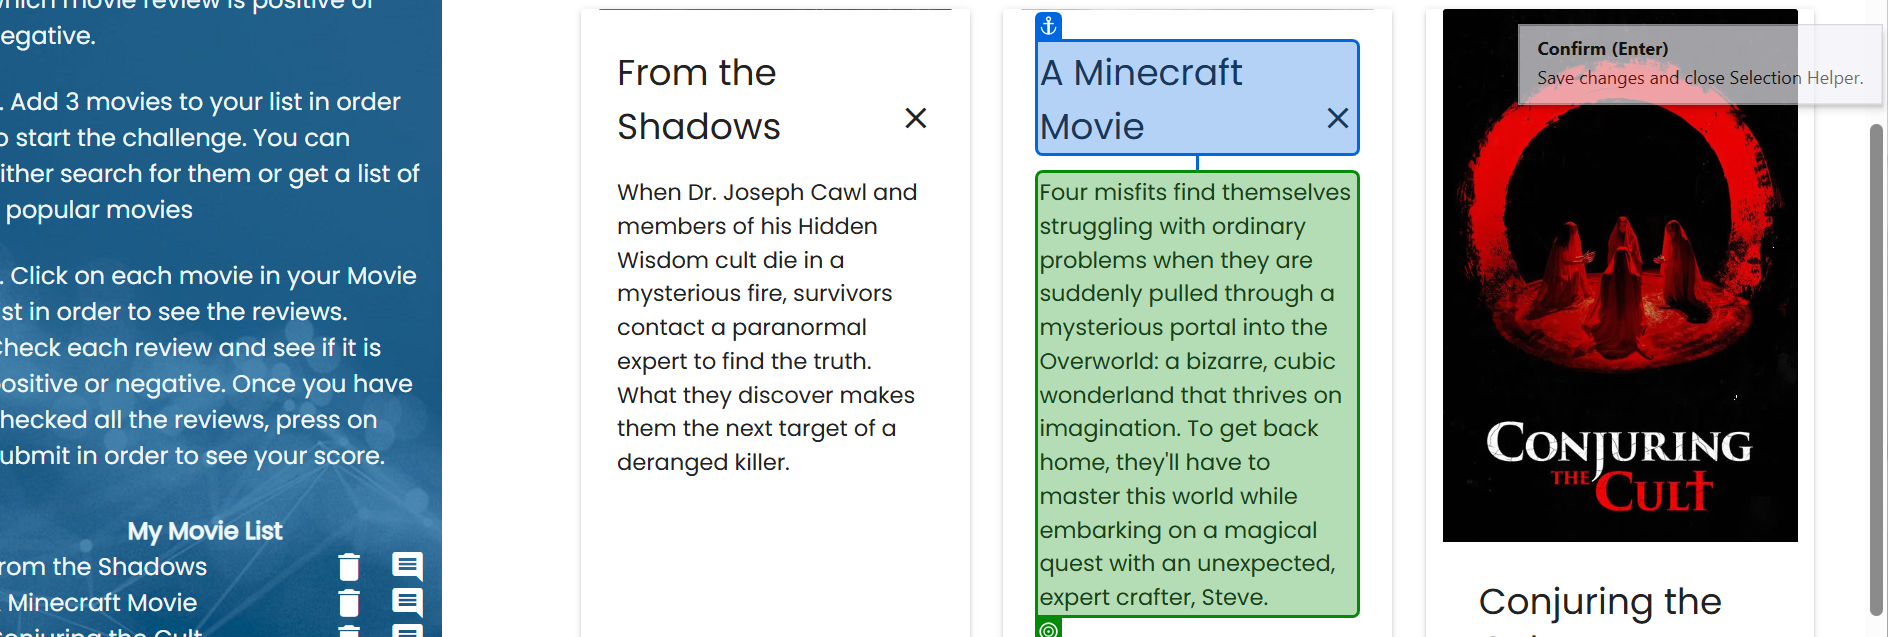 which movie review is positive or
egative.
. Add 3 movies to your list in order
o start the challenge. You can
ither search for them or get a list of
popular movies
. Click on each movie in your Movie
st in order to see the reviews.
heck each review and see if it is
ositive or negative. Once you have
hecked all the reviews, press on
ubmit in order to see your score.
My Movie List
rom the Shadows
Minecraft Movie
onjuring the Cult
From the
Shadows
When Dr. Joseph Cawl and
members of his Hidden
Wisdom cult die in a
mysterious fire, survivors
contact a paranormal
expert to find the truth.
What they discover makes
them the next target of a
deranged killer.
A Minecraft
Movie
Four misfits find themselves
struggling with ordinary
problems when they are
suddenly pulled through a
mysterious portal into the
Overworld: a bizarre, cubic
wonderland that thrives on
imagination. To get back
home, they'll have to
master this world while
embarking on a magical
quest with an unexpected,
expert crafter, Steve.
Confirm (Enter)
Save changes and close Selection Helper.
CONJURING
THE CULT
Conjuring the